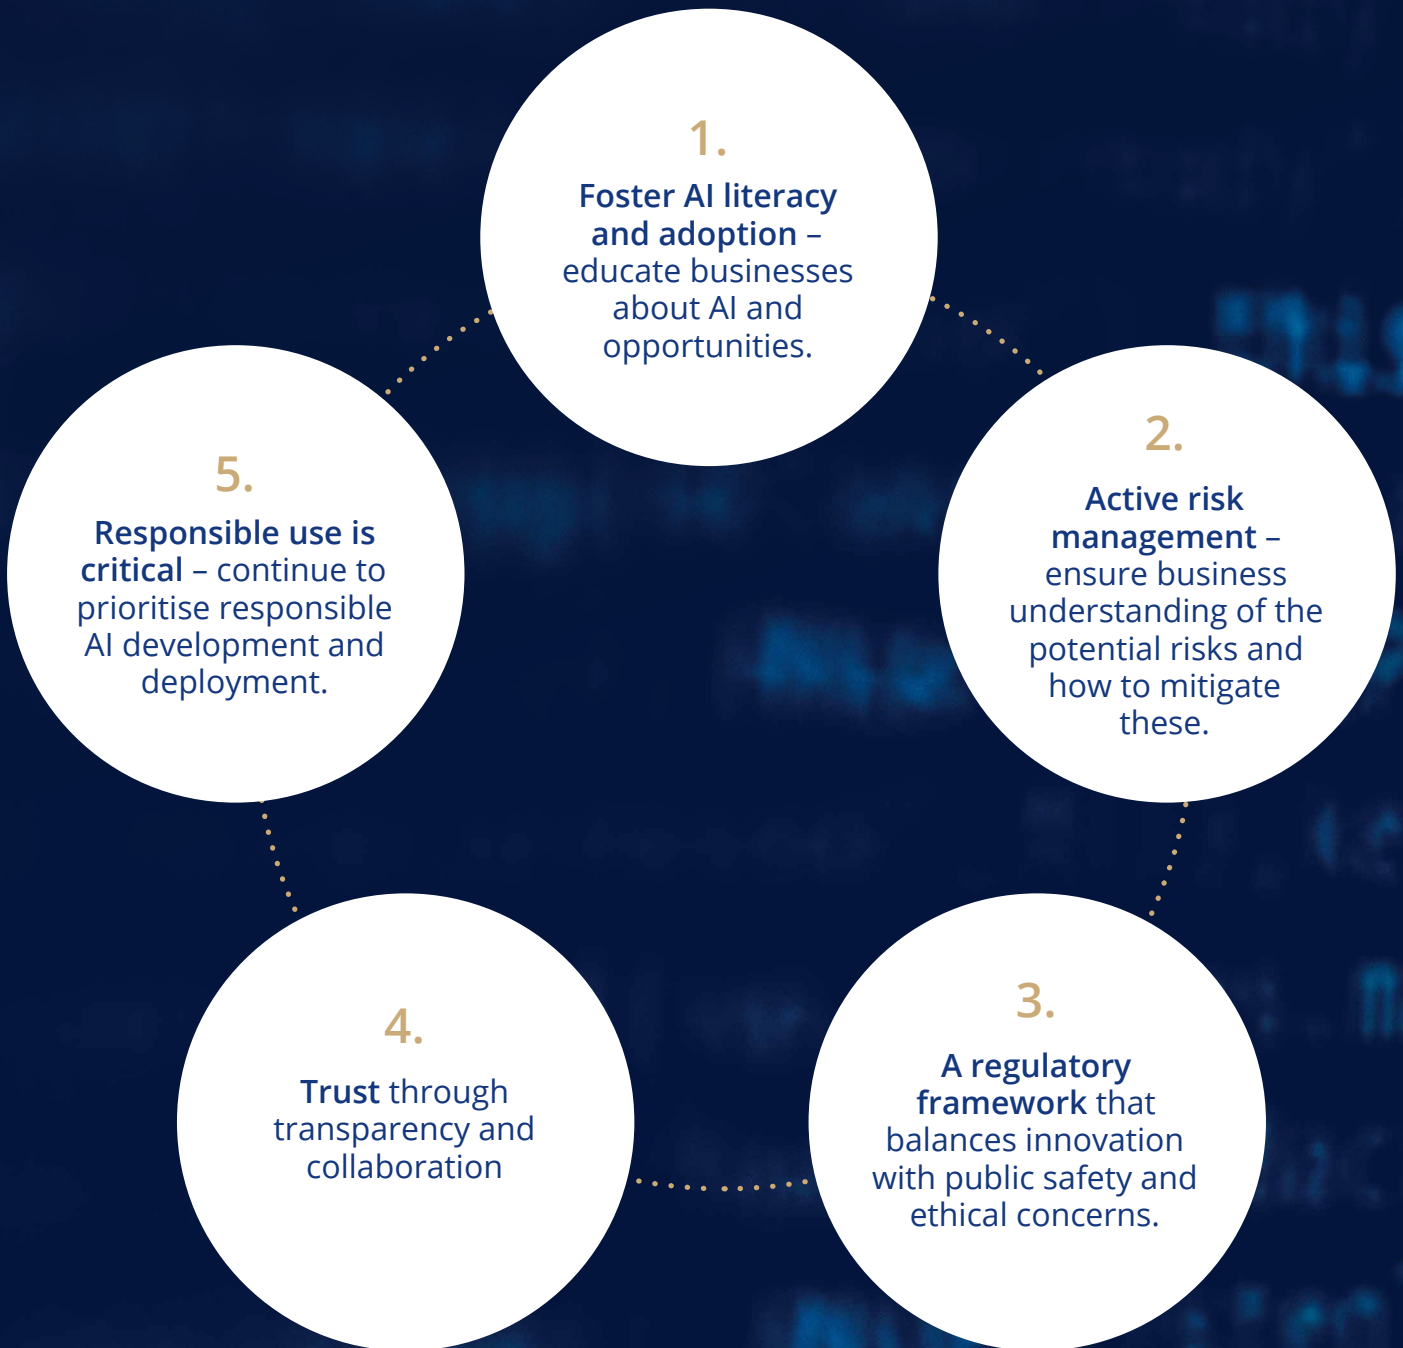 1.
Foster AI literacy
and adoption –
educate businesses
about AI and
opportunities.
2.
Active risk
management –
ensure business
understanding of the
potential risks and
how to mitigate
these.
3.
A regulatory
framework that
balances innovation
with public safety and
ethical concerns.
4.
Trust through
transparency and
collaboration
5.
Responsible use is
critical – continue to
prioritise responsible
AI development and
deployment.